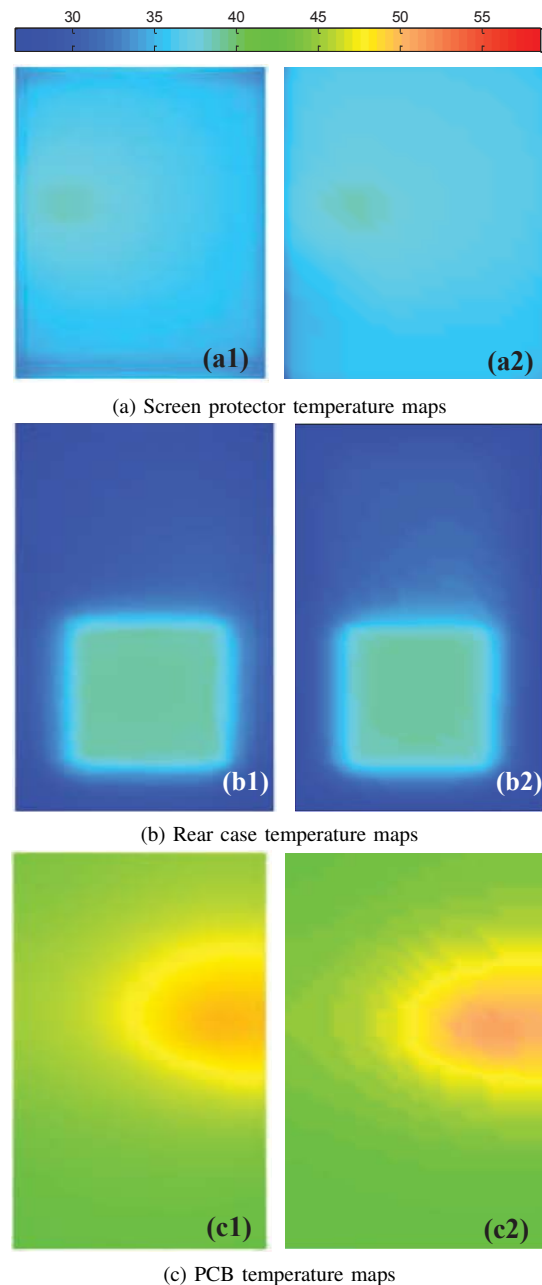 30 35 40 45 50 55
(a1) (a2)
(a) Screen protector temperature maps
(b1) (b2)
(b) Rear case temperature maps
(c1) (c2)
(c) PCB temperature maps